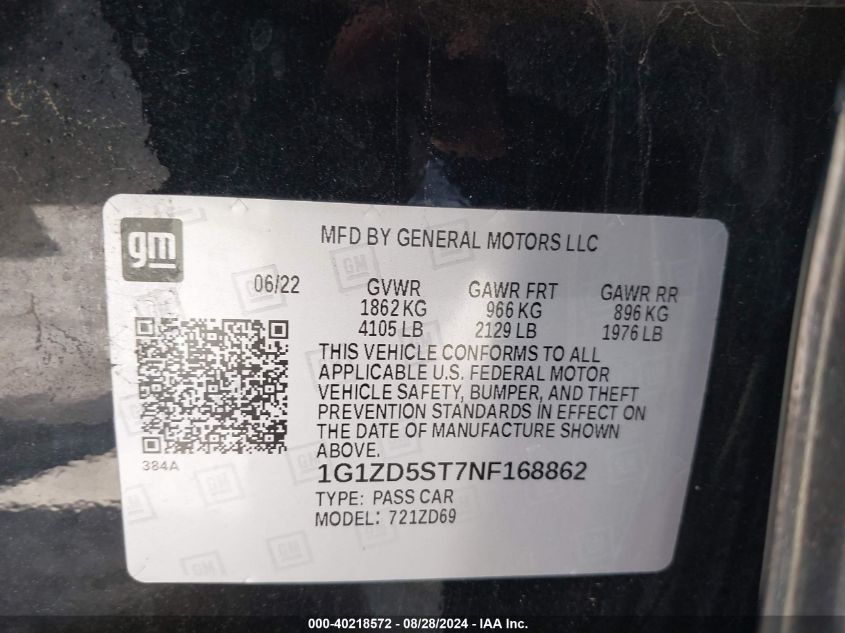 gm
MFD BY GENERAL MOTORS LLC
06/22
GVWR GAWR FRT GAWR RR
1862 KG 966 KG 896 KG
4105 LB 2129 LB 1976 LB
THIS VEHICLE CONFORMS TO ALL
APPLICABLE U.S. FEDERAL MOTOR
VEHICLE SAFETY, BUMPER, AND THEFT
PREVENTION STANDARDS IN EFFECT ON
THE DATE OF MANUFACTURE SHOWN
ABOVE.
384A
1G1ZD5ST7NF168862
TYPE: PASS CAR
MODEL: 721ZD69
000-40218572 - 08/28/2024 - IAA Inc.